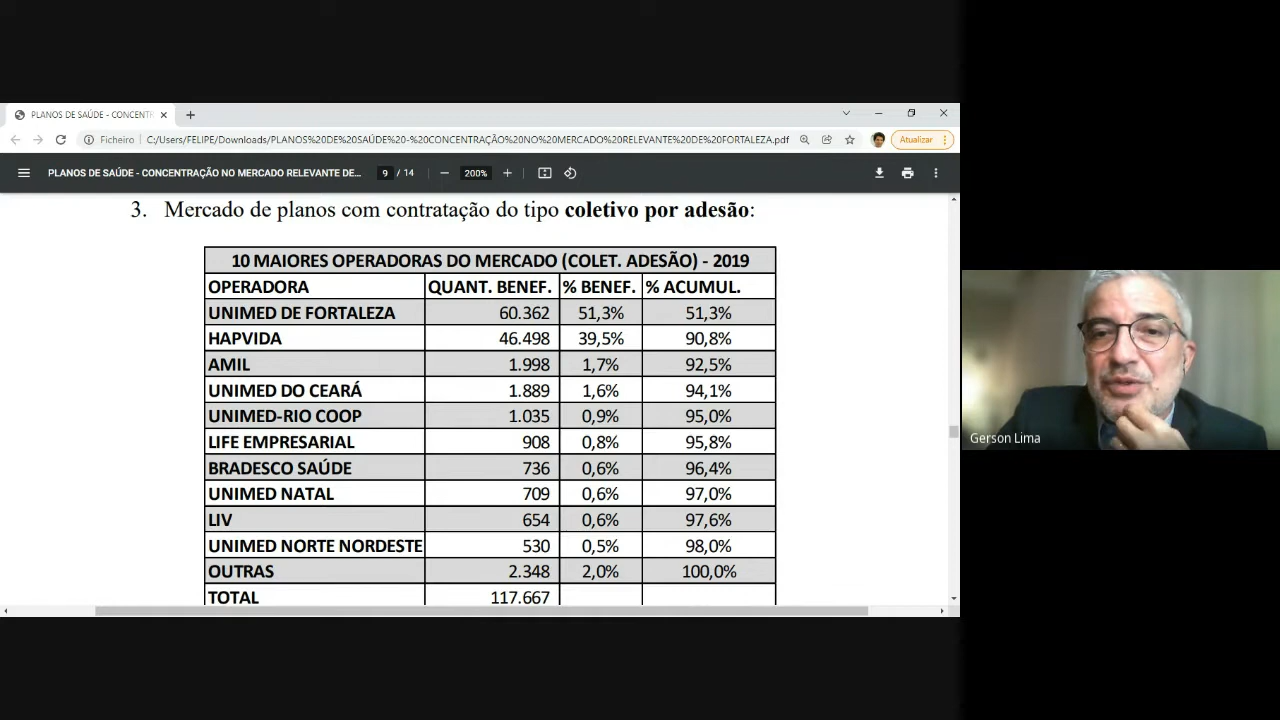 PLANOS DE SAÚDE - CONCENTR
Ficheiro
C:/Users/FELIPE/Downloads/PLANOS%20DE%20SAÚDE%20-%20CONCENTRAÇÃO%20NO%20MERCADO%20RELEVANTE%20DE%20FORTALEZA.pdf
Atualizar
PLANOS DE SAÚDE - CONCENTRAÇÃO NO MERCADO RELEVANTE DE...
9 / 14
200%
3. Mercado de planos com contratação do tipo coletivo por adesão:
10 MAIORES OPERADORAS DO MERCADO (COLET. ADESÃO) - 2019
OPERADORA QUANT. BENEF. % BENEF. % ACUMUL.
UNIMED DE FORTALEZA 60.362 51,3% 51,3%
HAPVIDA 46.498 39,5% 90,8%
AMIL 1.998 1,7% 92,5%
UNIMED DO CEARÁ 1.889 1,6% 94,1%
UNIMED-RIO COOP 1.035 0,9% 95,0%
LIFE EMPRESARIAL 908 0,8% 95,8%
BRADESCO SAÚDE 736 0,6% 96,4%
UNIMED NATAL 709 0,6% 97,0%
LIV 654 0,6% 97,6%
UNIMED NORTE NORDESTE 530 0,5% 98,0%
OUTRAS 2.348 2,0% 100,0%
TOTAL 117.667
Gerson Lima